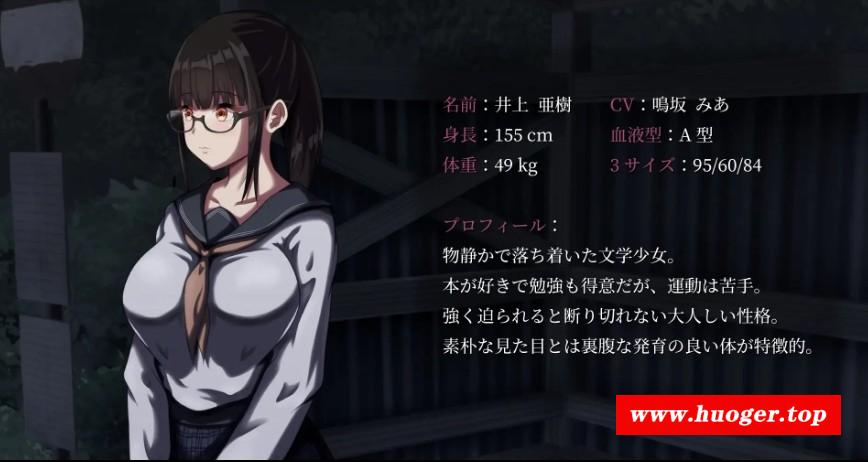 名前：井上 亜樹　CV：鳴坂 みあ
身長：155 cm　血液型：A 型
体重：49 kg　3 サイズ：95/60/84
プロフィール：
物静かで落ち着いた文学少女。
本が好きで勉強も得意だが、運動は苦手。
強く迫られると断り切れない大人しい性格。
素朴な見た目とは裏腹な発育の良い体が特徴的。
www.huoger.top